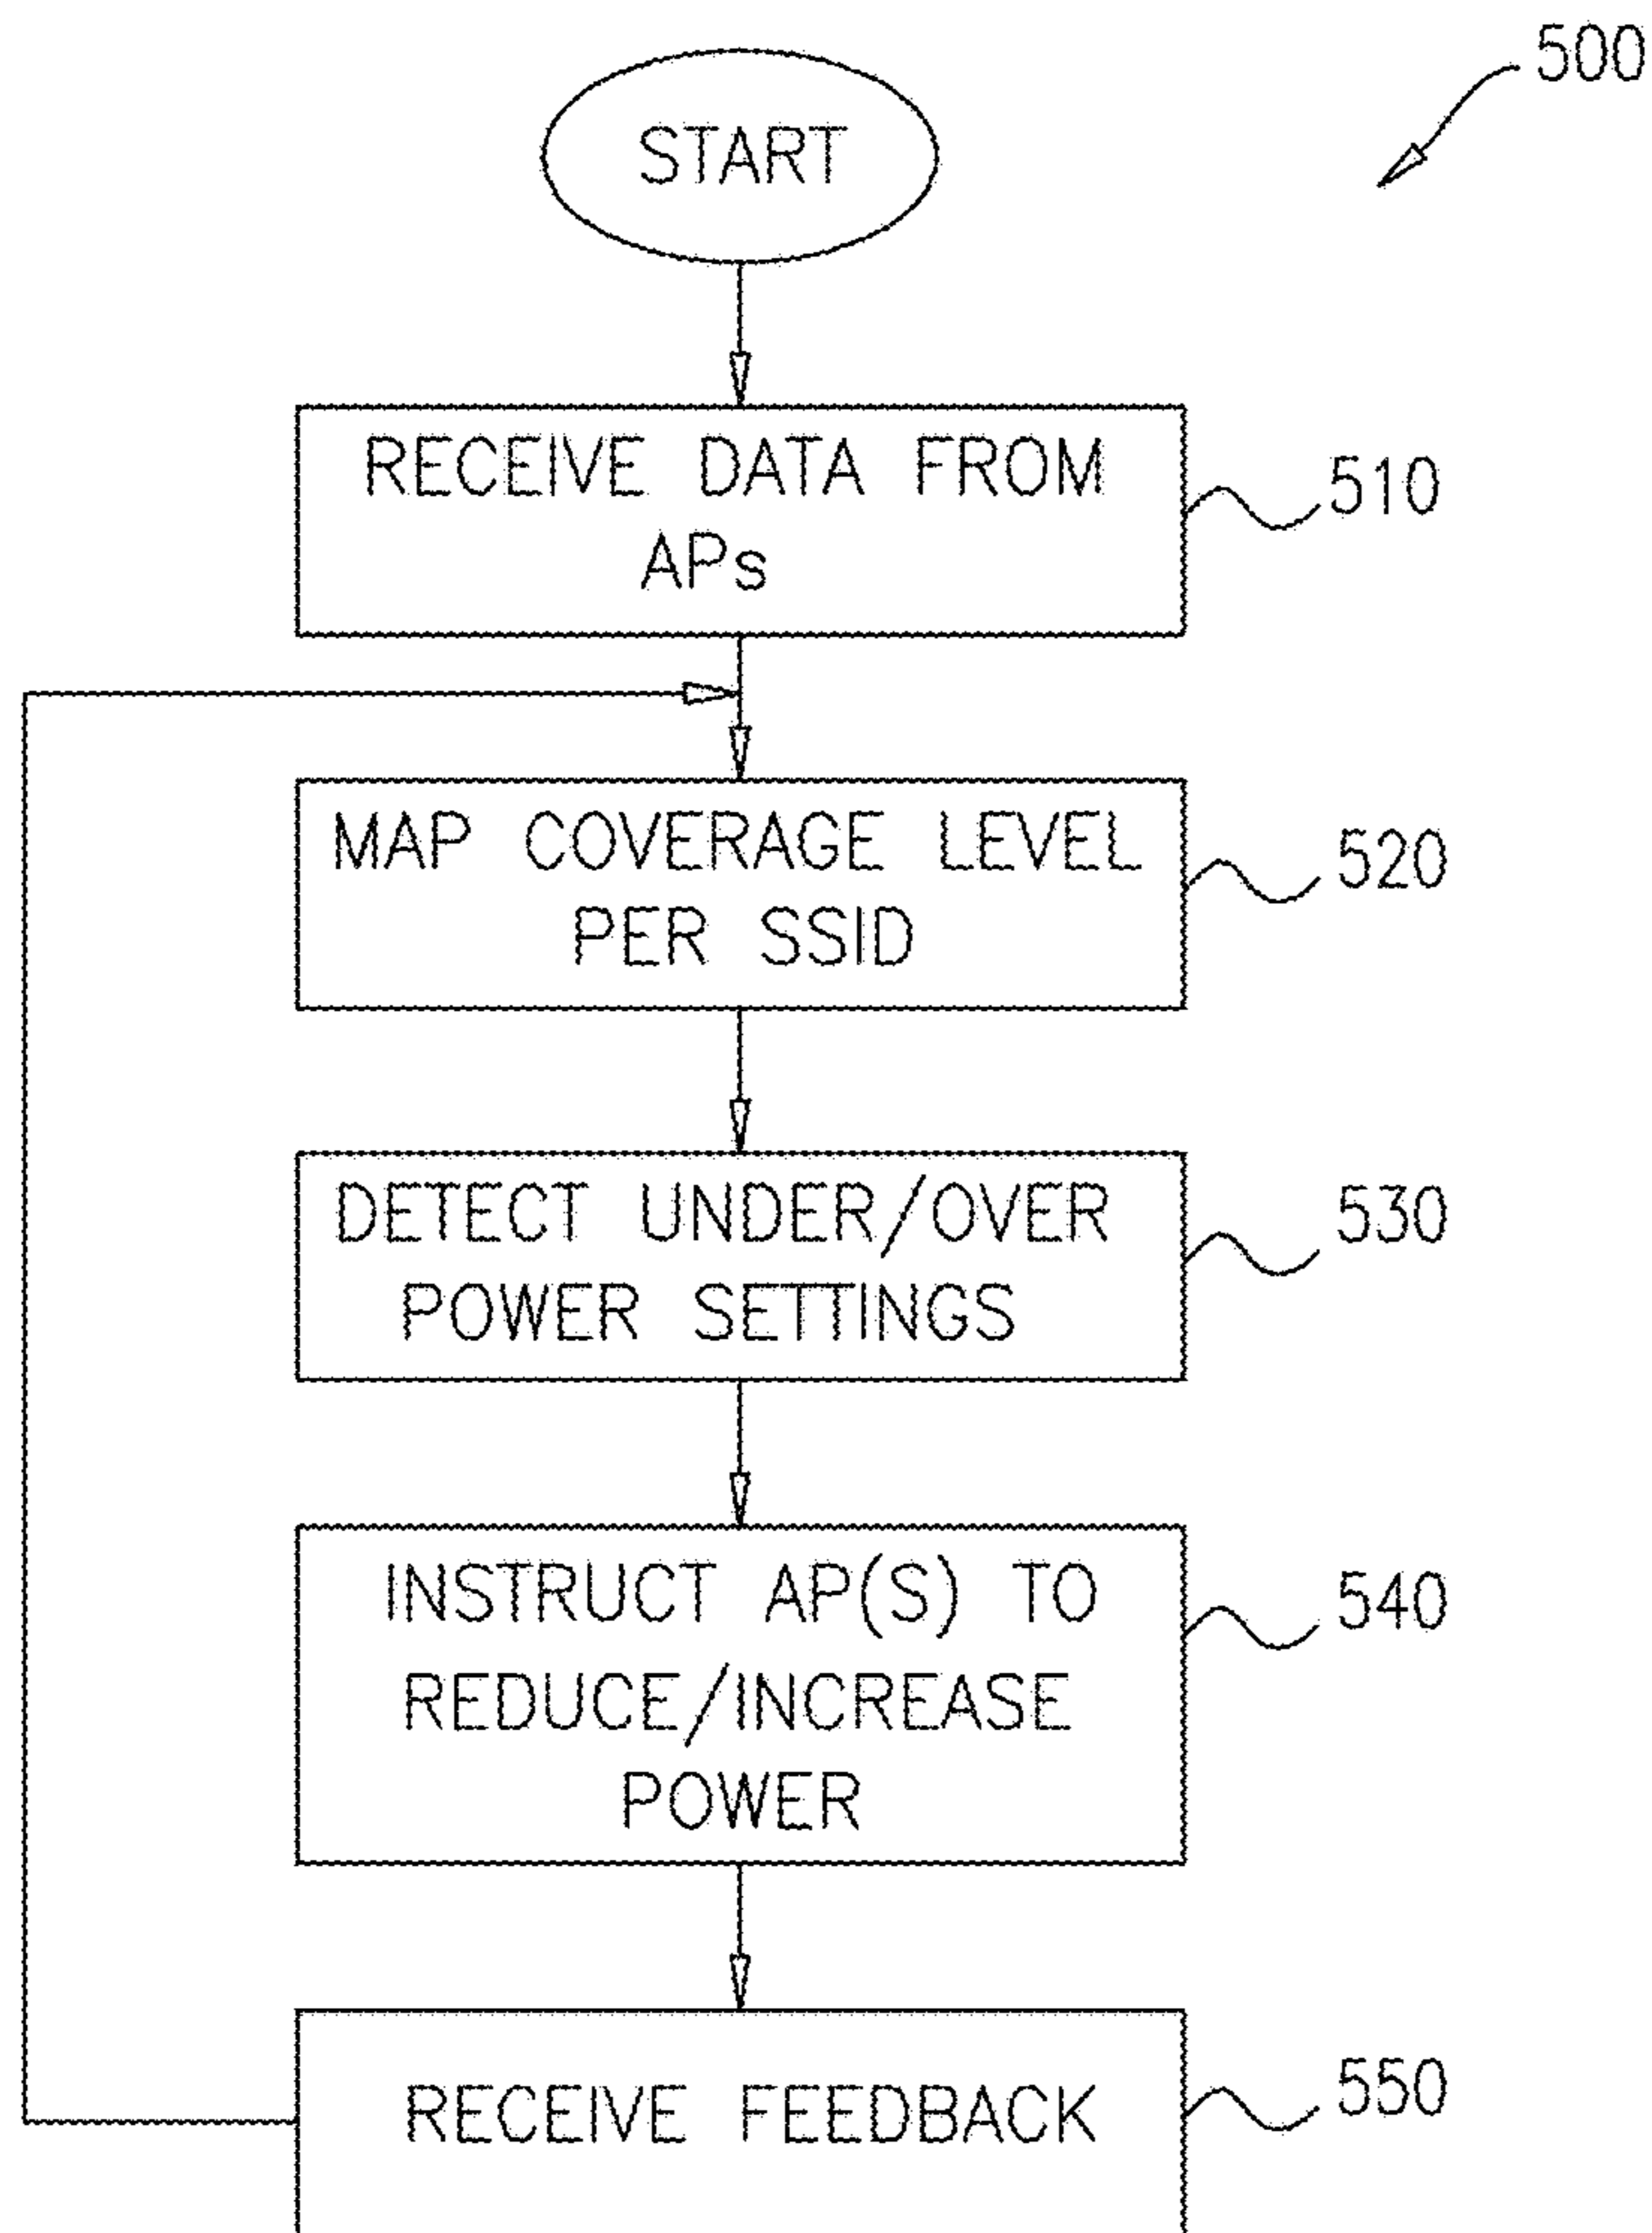 500
START
RECEIVE DATA FROM
APs
510
MAP COVERAGE LEVEL
PER SSID
520
DETECT UNDER/OVER
POWER SETTINGS
530
INSTRUCT AP(S) TO
REDUCE/INCREASE
POWER
540
RECEIVE FEEDBACK
550